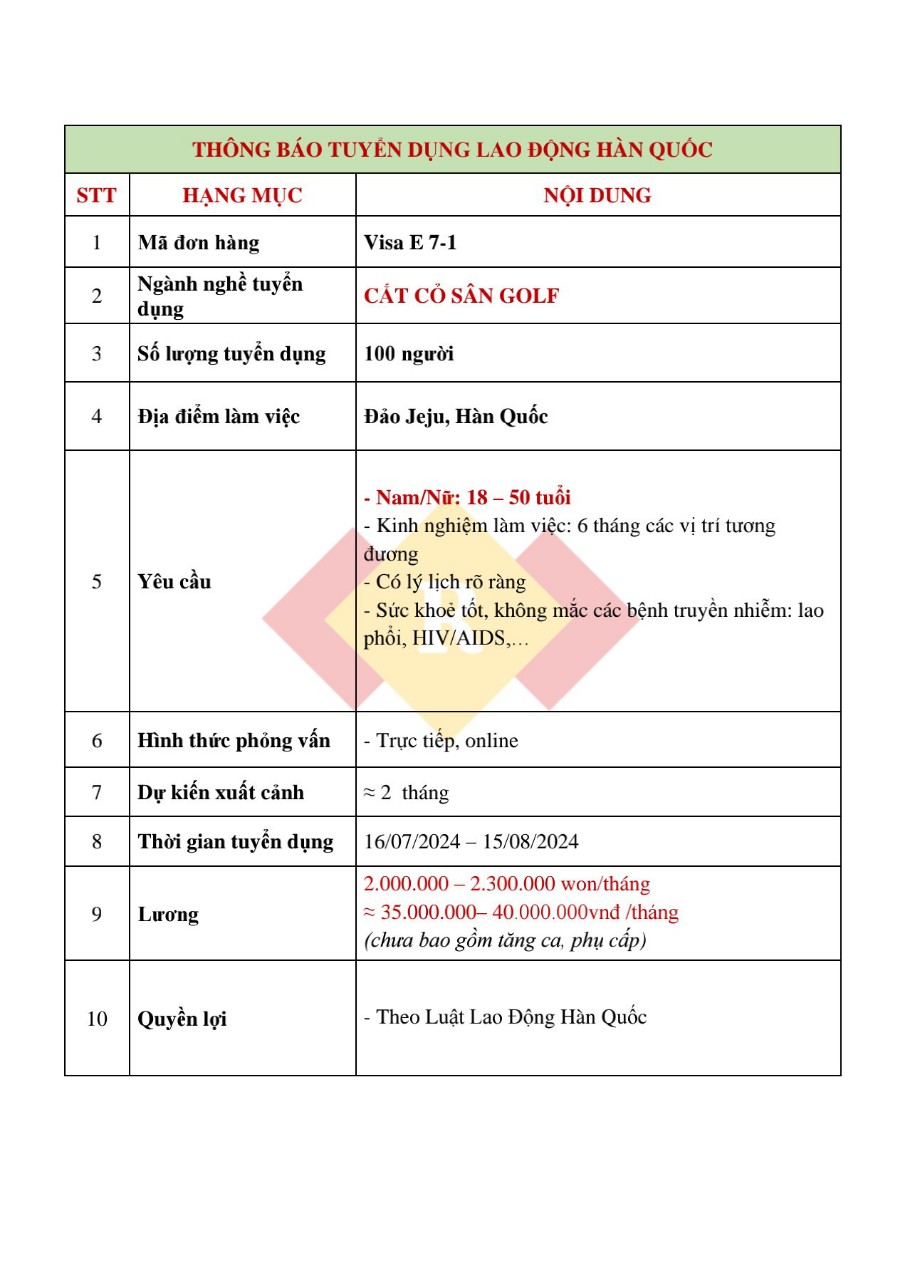 THÔNG BÁO TUYỂN DỤNG LAO ĐỘNG HÀN QUỐC
STT HẠNG MỤC NỘI DUNG
1 Mã đơn hàng Visa E 7-1
2 Ngành nghề tuyển dụng CẮT CỎ SÂN GOLF
3 Số lượng tuyển dụng 100 người
4 Địa điểm làm việc Đảo Jeju, Hàn Quốc
5 Yêu cầu
- Nam/Nữ: 18 – 50 tuổi
- Kinh nghiệm làm việc: 6 tháng các vị trí tương
đương
- Có lý lịch rõ ràng
- Sức khoẻ tốt, không mắc các bệnh truyền nhiễm: lao
phổi, HIV/AIDS,…
R
6 Hình thức phỏng vấn - Trực tiếp, online
7 Dự kiến xuất cảnh ≈ 2 tháng
8 Thời gian tuyển dụng 16/07/2024 – 15/08/2024
9 Lương
2.000.000 – 2.300.000 won/tháng
≈ 35.000.000– 40.000.000vnđ /tháng
(chưa bao gồm tăng ca, phụ cấp)
10 Quyền lợi - Theo Luật Lao Động Hàn Quốc